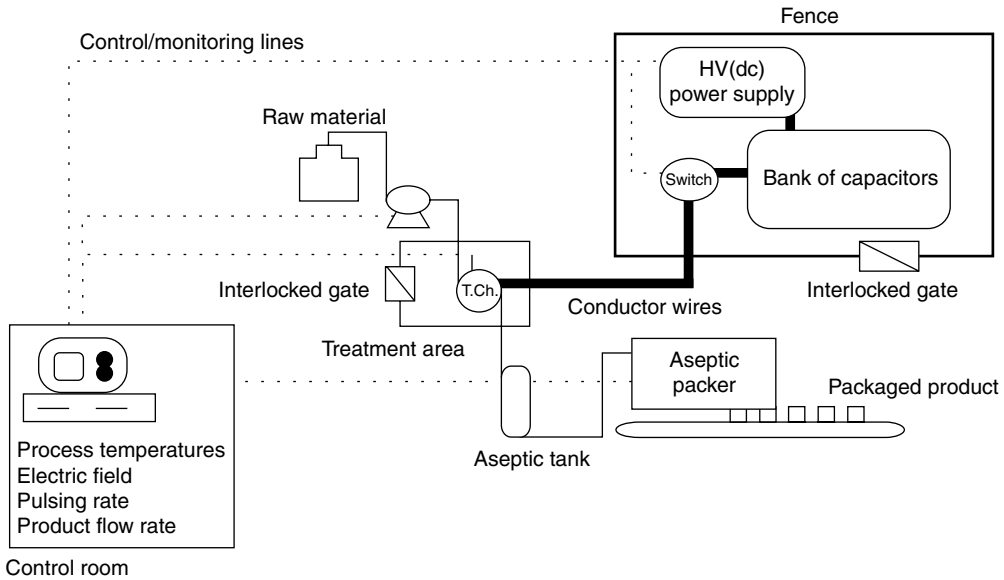 Fence
Control/monitoring lines
HV(dc)
power supply
Raw material
Switch
Bank of capacitors
Interlocked gate
T.Ch.
Interlocked gate
Conductor wires
Treatment area
Aseptic
packer
Packaged product
Aseptic tank
Process temperatures
Electric field
Pulsing rate
Product flow rate
Control room